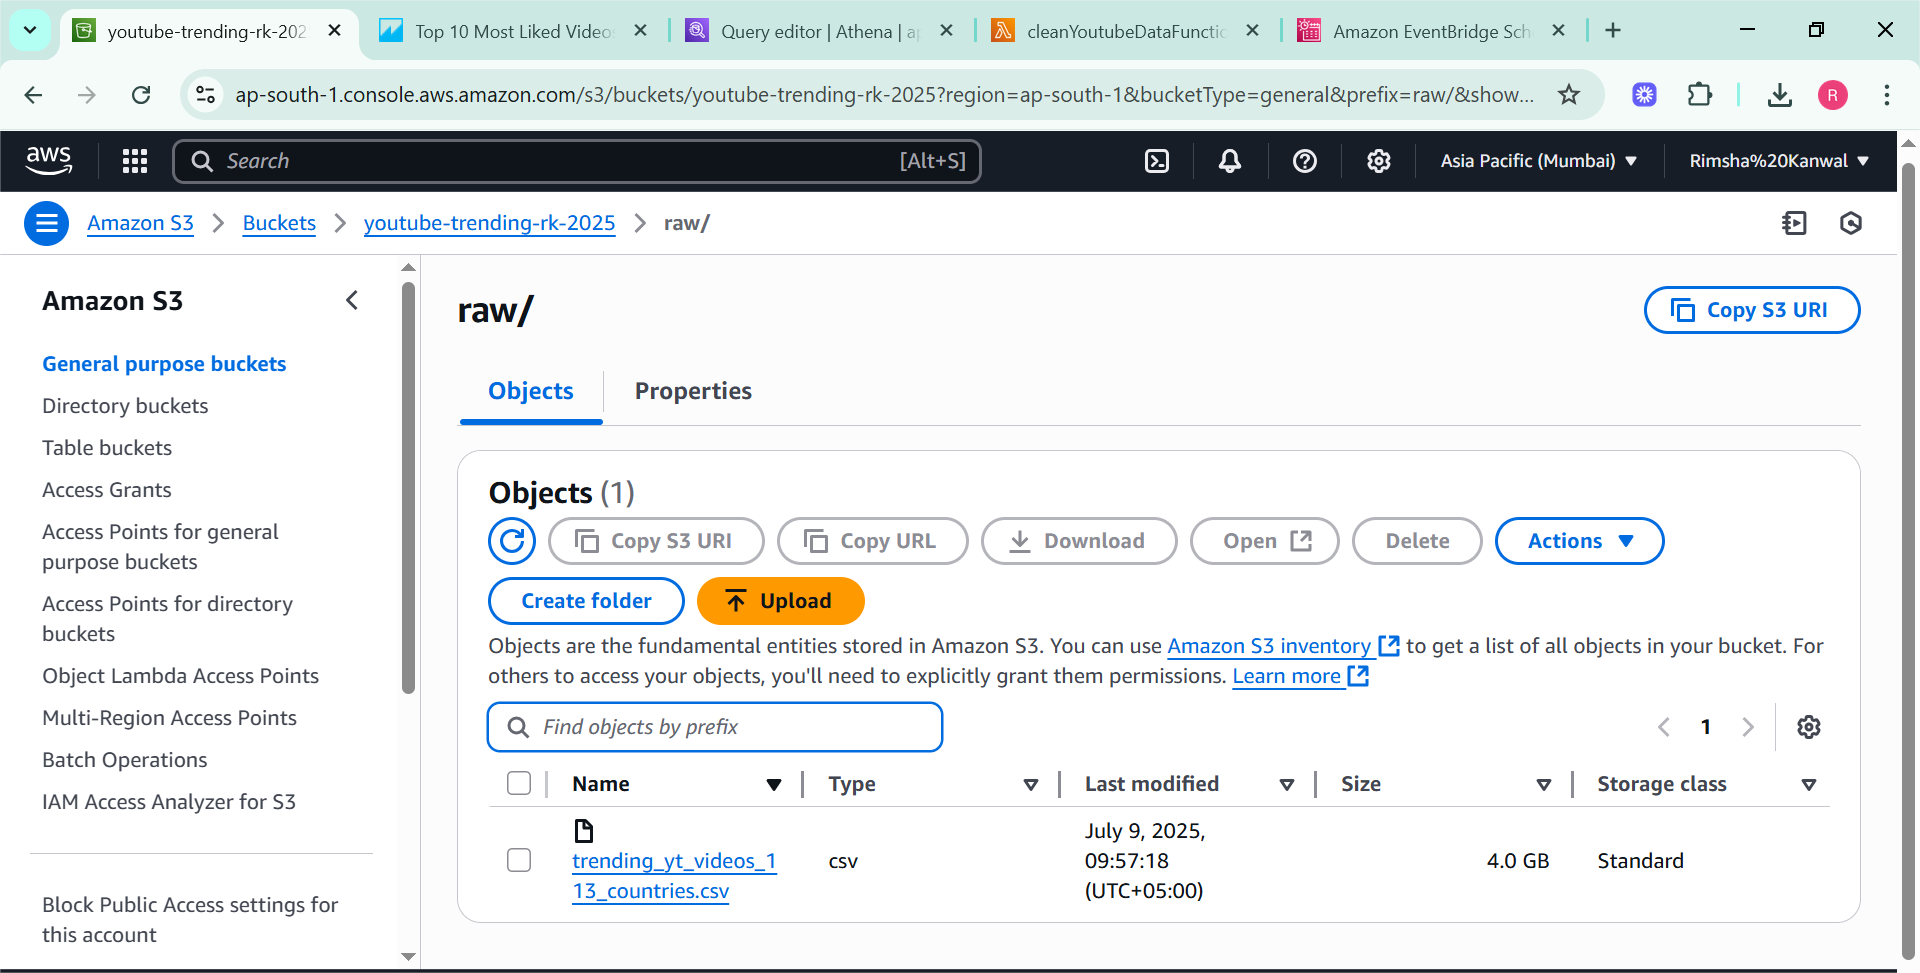 youtube-trending-rk-202
Top 10 Most Liked Video
Query editor | Athena | ap
cleanYoutubeDataFunctio
Amazon EventBridge Sch
ap-south-1.console.aws.amazon.com/s3/buckets/youtube-trending-rk-2025?region=ap-south-1&bucketType=general&prefix=raw/&show...
R
aws
Search
[Alt+S]
Asia Pacific (Mumbai)
Rimsha%20Kanwal
Amazon S3
Buckets
youtube-trending-rk-2025
raw/
Amazon S3
General purpose buckets
Directory buckets
Table buckets
Access Grants
Access Points for general
purpose buckets
Access Points for directory
buckets
Object Lambda Access Points
Multi-Region Access Points
Batch Operations
IAM Access Analyzer for S3
Block Public Access settings for
this account
raw/
Copy S3 URI
Objects
Properties
Objects (1)
Copy S3 URI
Copy URL
Download
Open
Delete
Actions
Create folder
Upload
Objects are the fundamental entities stored in Amazon S3. You can use Amazon S3 inventory to get a list of all objects in your bucket. For
others to access your objects, you'll need to explicitly grant them permissions. Learn more
Find objects by prefix
1
Name
Type
Last modified
Size
Storage class
trending_yt_videos_1
13_countries.csv
csv
July 9, 2025,
09:57:18
(UTC+05:00)
4.0 GB
Standard